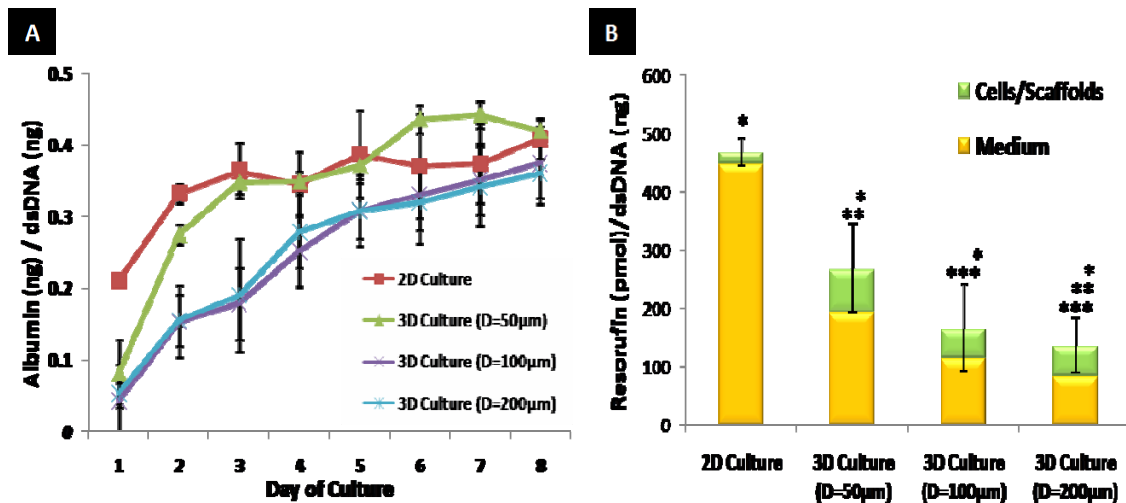 A
Albumin (ng) / dsDNA (ng)
0.5
0.4
0.3
0.2
0.1
0
1 2 3 4 5 6 7 8
Day of Culture
2D Culture
3D Culture (D=50μm)
3D Culture (D=100μm)
3D Culture (D=200μm)
B
Resorufin (pmol)/dsDNA (ng)
600
500
400
300
200
100
0
Cells/Scaffolds
Medium
*
*
**
*
***
*
**
***
2D Culture
3D Culture
(D=50μm)
3D Culture
(D=100μm)
3D Culture
(D=200μm)